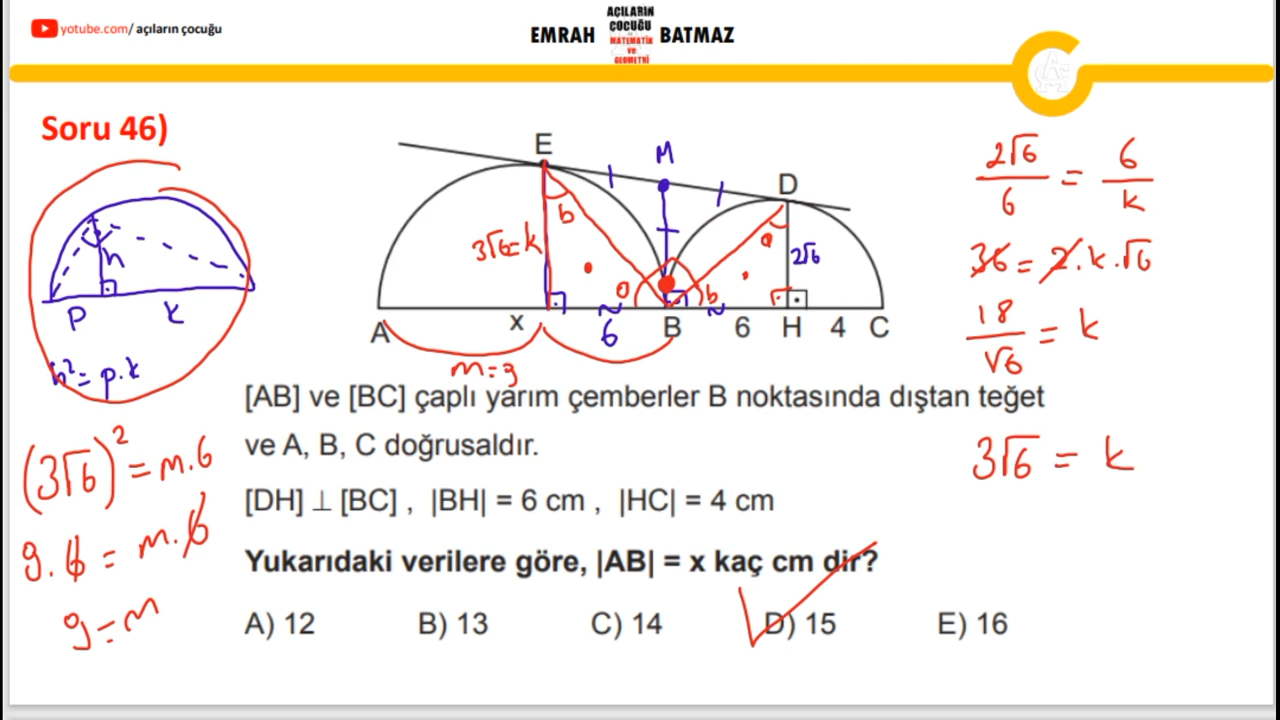 yotube.com/ açıların çocuğu
EMRAH
AÇILARIN
ÇOCUĞU
MATEMATİK
ve
GEOMETRİ
BATMAZ
Soru 46)
h
P
k
h² = p.k
E
M
D
b
3√6=k
a
2√6
b
A
x
6
B
6
H
4
C
m=9
2√6/6 = 6/k
36 = 2.k.√6
18/√6 = k
3√6 = k
(3√6)² = m.6
9.6 = m.6
9=m
[AB] ve [BC] çaplı yarım çemberler B noktasında dıştan teğet
ve A, B, C doğrusaldır.
[DH] ⊥ [BC] , |BH| = 6 cm , |HC| = 4 cm
Yukarıdaki verilere göre, |AB| = x kaç cm dir?
A) 12 B) 13 C) 14 D) 15 E) 16